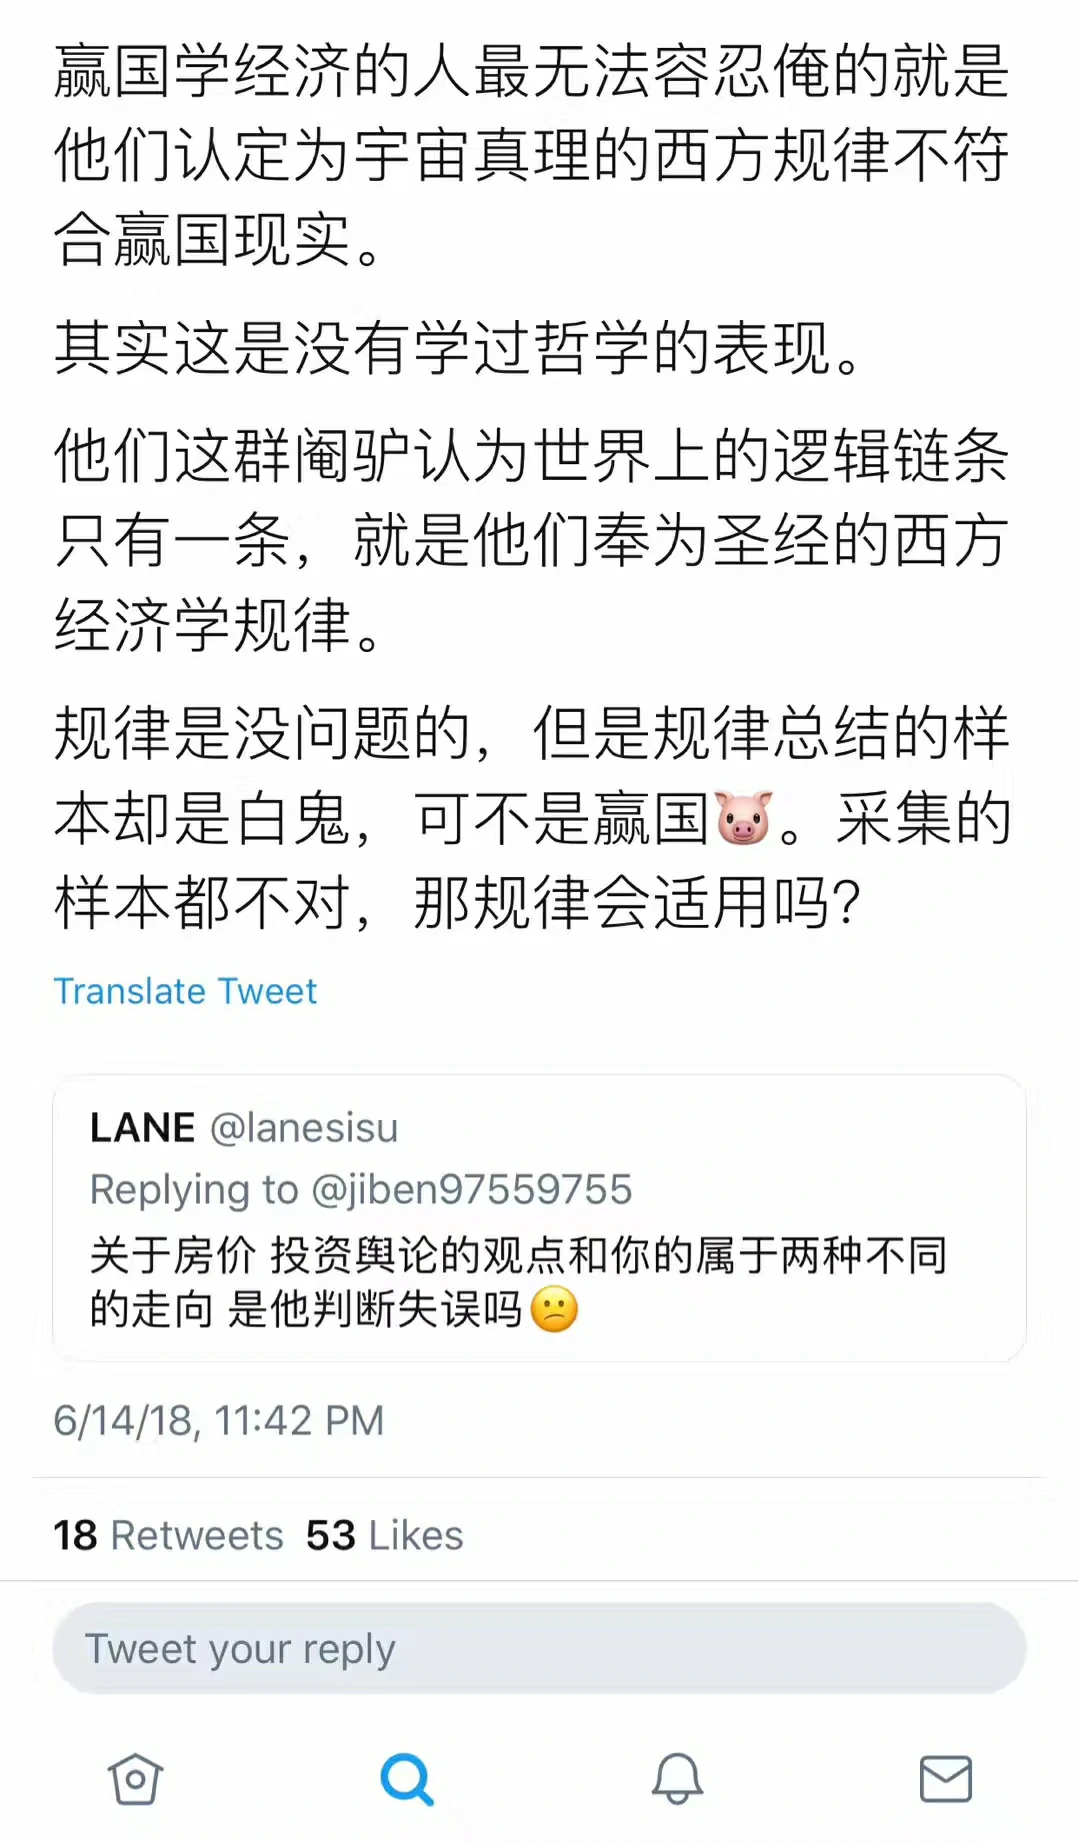 赢国学经济的人最无法容忍俺的就是
他们认定为宇宙真理的西方规律不符
合赢国现实。
其实这是没有学过哲学的表现。
他们这群阉驴认为世界上的逻辑链条
只有一条，就是他们奉为圣经的西方
经济学规律。
规律是没问题的，但是规律总结的样
本却是白鬼，可不是赢国🐷。采集的
样本都不对，那规律会适用吗？
Translate Tweet
LANE @lanesisu
Replying to @jiben97559755
关于房价 投资舆论的观点和你的属于两种不同
的走向 是他判断失误吗😕
6/14/18, 11:42 PM
18 Retweets 53 Likes
Tweet your reply